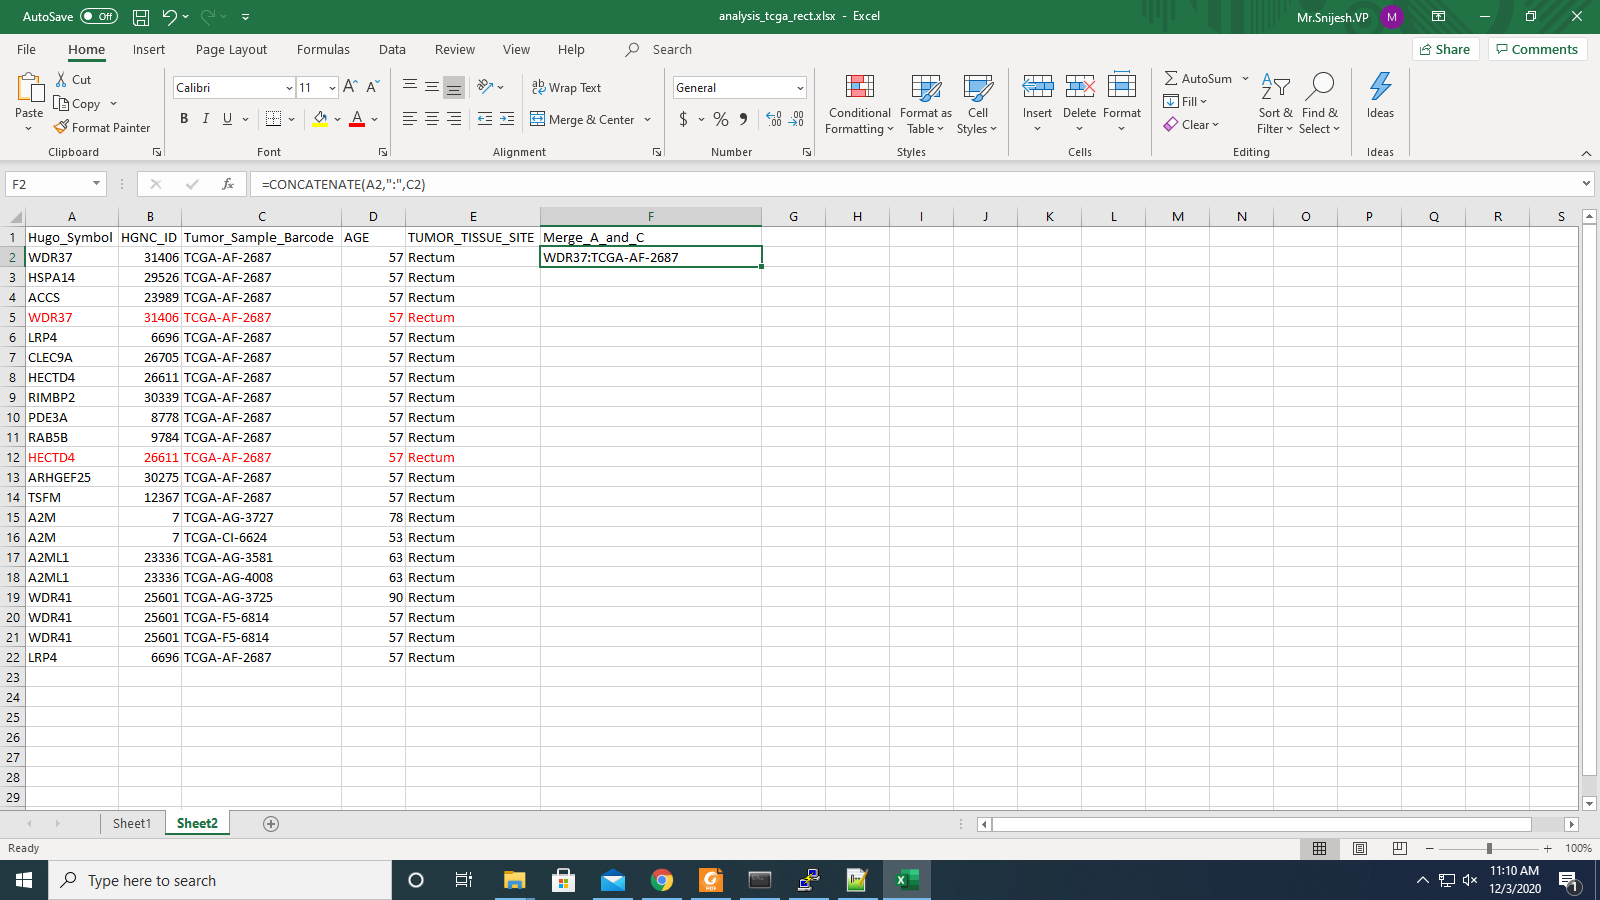 AutoSave Off analysis_tcga_rect.xlsx - Excel Mr.Snijesh.VP M
File Home Insert Page Layout Formulas Data Review View Help Search Share Comments
Paste
Cut
Copy
Format Painter
Clipboard
Calibri 11 A A
B I U A
Font
Wrap Text
Merge & Center
Alignment
General
$ % , .0 .00 .00 .0
Number
Conditional Formatting
Format as Table
Cell Styles
Styles
Insert Delete Format
Cells
AutoSum
Fill
Clear
Sort & Filter
Find & Select
Editing
Ideas
Ideas
F2 fx =CONCATENATE(A2,":",C2)
A B C D E F G H I J K L M N O P Q R S
1 Hugo_Symbol HGNC_ID Tumor_Sample_Barcode AGE TUMOR_TISSUE_SITE Merge_A_and_C
2 WDR37 31406 TCGA-AF-2687 57 Rectum WDR37:TCGA-AF-2687
3 HSPA14 29526 TCGA-AF-2687 57 Rectum
4 ACCS 23989 TCGA-AF-2687 57 Rectum
5 WDR37 31406 TCGA-AF-2687 57 Rectum
6 LRP4 6696 TCGA-AF-2687 57 Rectum
7 CLEC9A 26705 TCGA-AF-2687 57 Rectum
8 HECTD4 26611 TCGA-AF-2687 57 Rectum
9 RIMBP2 30339 TCGA-AF-2687 57 Rectum
10 PDE3A 8778 TCGA-AF-2687 57 Rectum
11 RAB5B 9784 TCGA-AF-2687 57 Rectum
12 HECTD4 26611 TCGA-AF-2687 57 Rectum
13 ARHGEF25 30275 TCGA-AF-2687 57 Rectum
14 TSFM 12367 TCGA-AF-2687 57 Rectum
15 A2M 7 TCGA-AG-3727 78 Rectum
16 A2M 7 TCGA-CI-6624 53 Rectum
17 A2ML1 23336 TCGA-AG-3581 63 Rectum
18 A2ML1 23336 TCGA-AG-4008 63 Rectum
19 WDR41 25601 TCGA-AG-3725 90 Rectum
20 WDR41 25601 TCGA-F5-6814 57 Rectum
21 WDR41 25601 TCGA-F5-6814 57 Rectum
22 LRP4 6696 TCGA-AF-2687 57 Rectum
23
24
25
26
27
28
29
Sheet1 Sheet2
Ready 100%
Type here to search
11:10 AM
12/3/2020
1